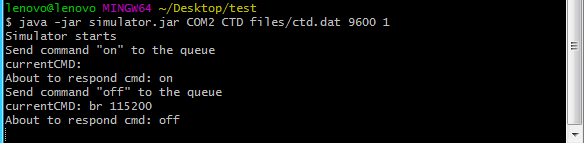 lenovo@lenovo MINGW64 ~/Desktop/test
$ java -jar simulator.jar COM2 CTD files/ctd.dat 9600 1
Simulator starts
Send command "on" to the queue
currentCMD:
About to respond cmd: on
Send command "off" to the queue
currentCMD: br 115200
About to respond cmd: off